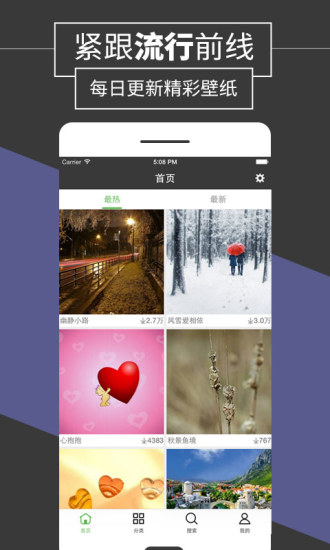 紧跟流行前线
每日更新精彩壁纸
Carrier 5:08 PM
首页
最热 最新
幽静小路 2.7万 风雪爱相依 3.0万
心抱抱 4383 秋景鱼境 767
首页 分类 搜索 我的